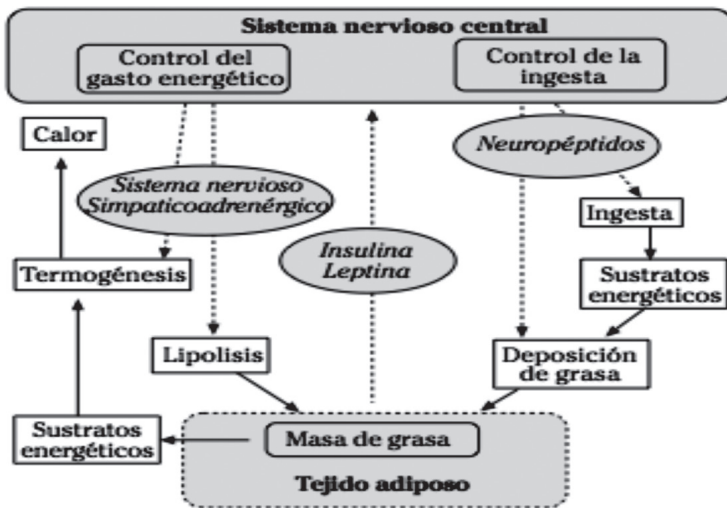 Sistema nervioso central
Control del
gasto energético
Control de la
ingesta
Calor
Neuropéptidos
Sistema nervioso
Simpaticoadrenérgico
Ingesta
Insulina
Leptina
Termogénesis
Sustratos
energéticos
Lipolisis
Deposición
de grasa
Sustratos
energéticos
Masa de grasa
Tejido adiposo